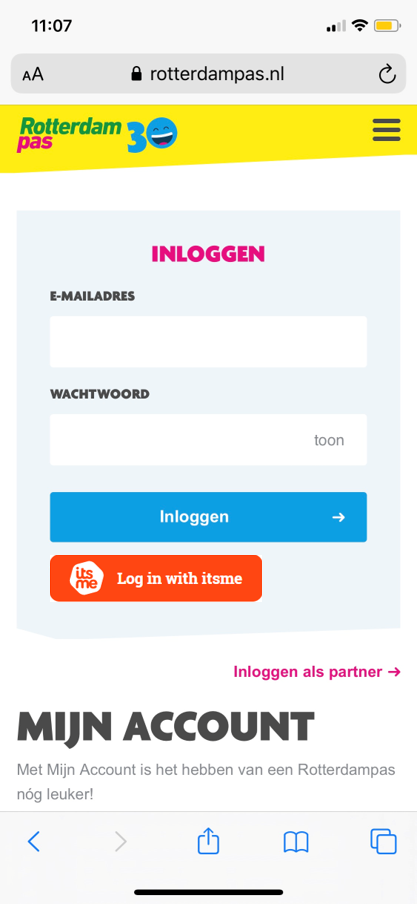 11:07
AA rotterdampas.nl
Rotterdam
pas 30
INLOGGEN
E-MAILADRES
WACHTWOORD
toon
Inloggen →
its
me Log in with itsme
Inloggen als partner →
MIJN ACCOUNT
Met Mijn Account is het hebben van een Rotterdampas
nóg leuker!